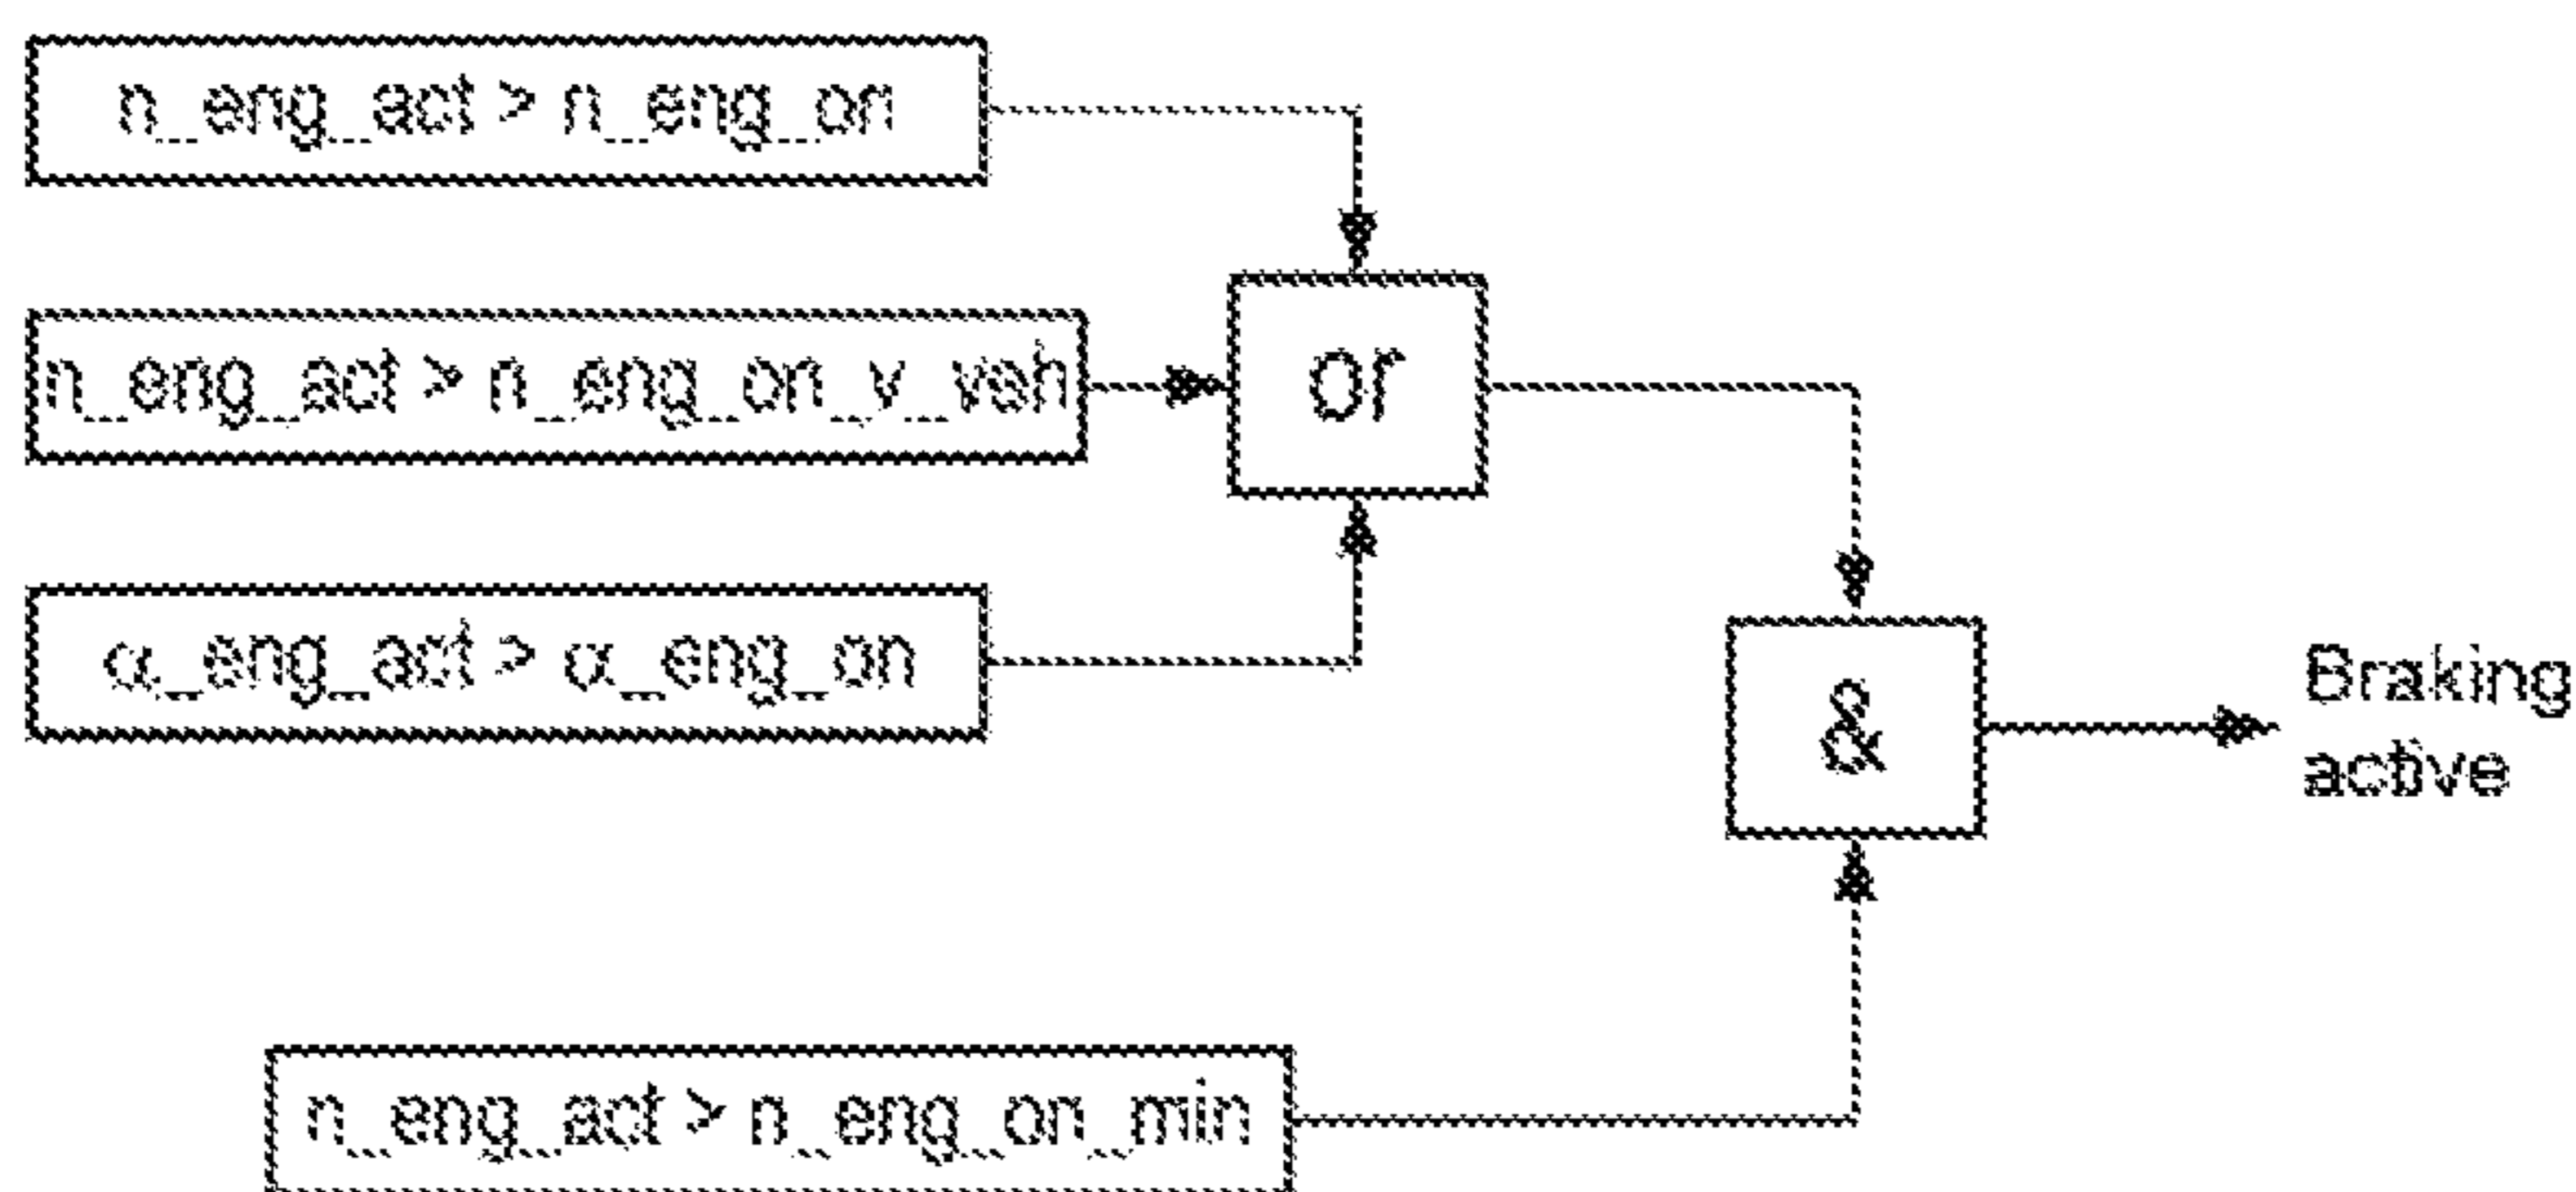 n_eng_act > n_eng_on
n_eng_act > n_eng_on_v_veh
or
α_eng_act > α_eng_on
&
Braking
active
n_eng_act > n_eng_on_min